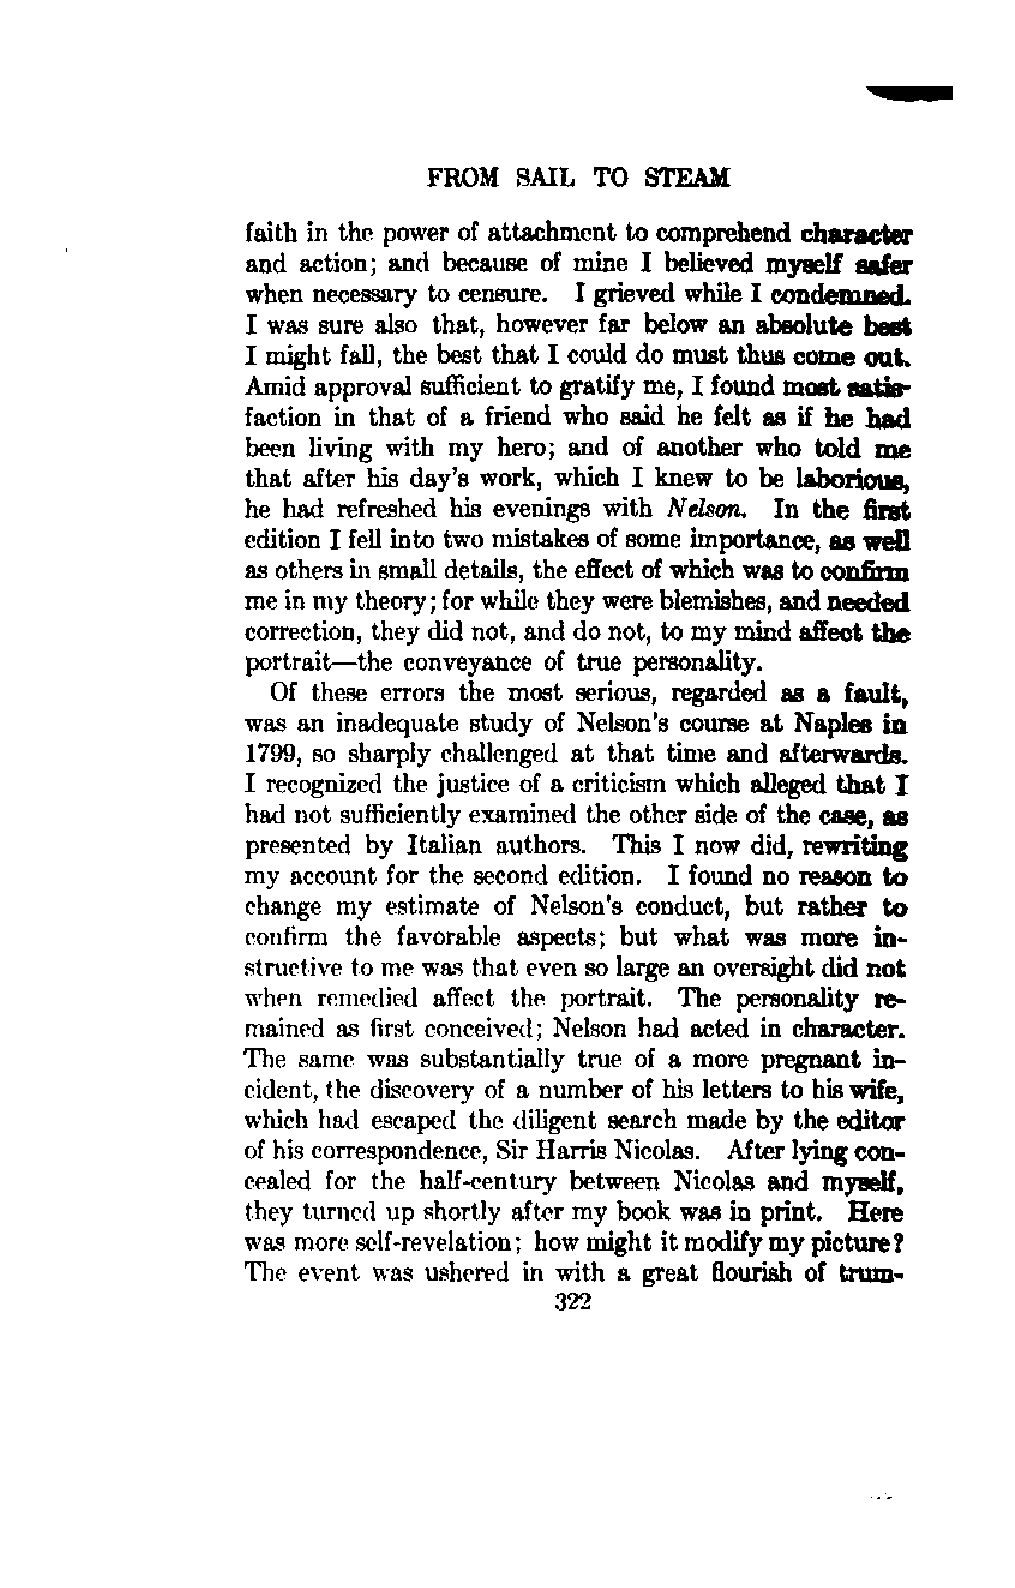 FROM SAIL TO STEAM
faith in the power of attachment to comprehend character
and action; and because of mine I believed myself safer
when necessary to censure. I grieved while I condemned.
I was sure also that, however far below an absolute best
I might fall, the best that I could do must thus come out.
Amid approval sufficient to gratify me, I found most satis-
faction in that of a friend who said he felt as if he had
been living with my hero; and of another who told me
that after his day's work, which I knew to be laborious,
he had refreshed his evenings with Nelson. In the first
edition I fell into two mistakes of some importance, as well
as others in small details, the effect of which was to confirm
me in my theory; for while they were blemishes, and needed
correction, they did not, and do not, to my mind affect the
portrait—the conveyance of true personality.
Of these errors the most serious, regarded as a fault,
was an inadequate study of Nelson's course at Naples in
1799, so sharply challenged at that time and afterwards.
I recognized the justice of a criticism which alleged that I
had not sufficiently examined the other side of the case, as
presented by Italian authors. This I now did, rewriting
my account for the second edition. I found no reason to
change my estimate of Nelson's conduct, but rather to
confirm the favorable aspects; but what was more in-
structive to me was that even so large an oversight did not
when remedied affect the portrait. The personality re-
mained as first conceived; Nelson had acted in character.
The same was substantially true of a more pregnant in-
cident, the discovery of a number of his letters to his wife,
which had escaped the diligent search made by the editor
of his correspondence, Sir Harris Nicolas. After lying con-
cealed for the half-century between Nicolas and myself,
they turned up shortly after my book was in print. Here
was more self-revelation; how might it modify my picture?
The event was ushered in with a great flourish of trum-
322